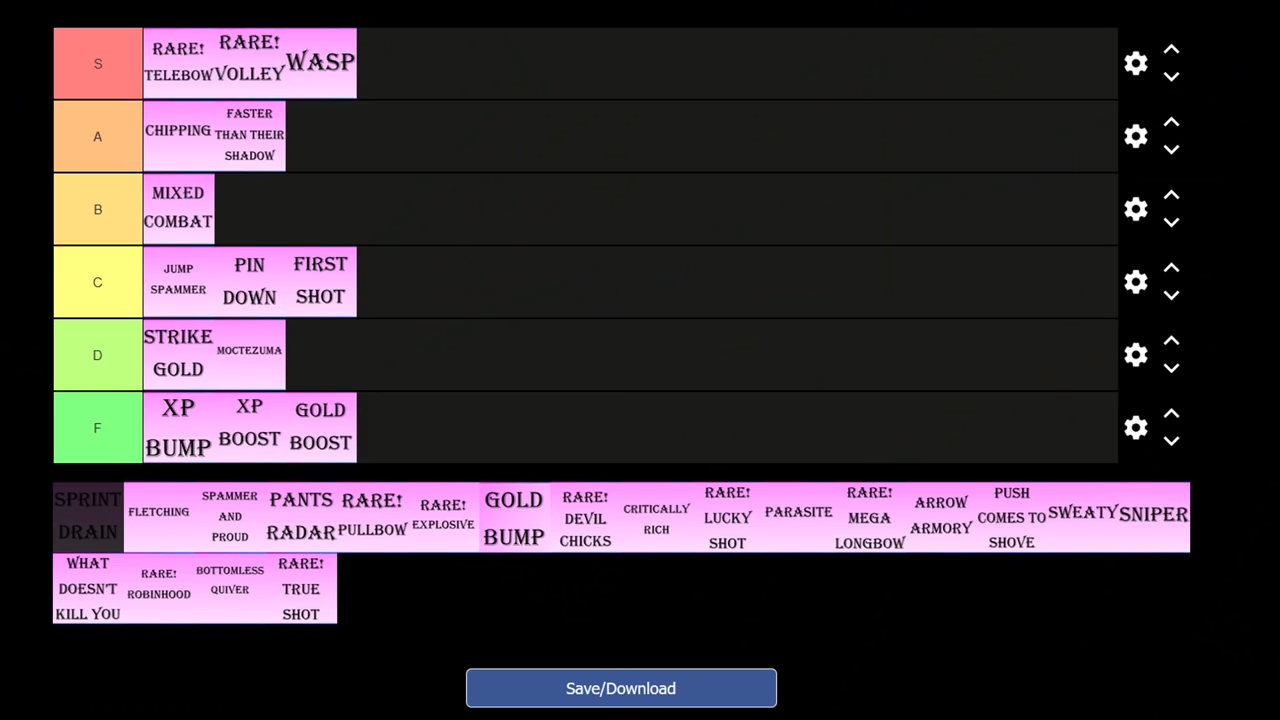 S
RARE!
TELEBOW
RARE!
VOLLEY
WASP
A
CHIPPING
FASTER
THAN THEIR
SHADOW
B
MIXED
COMBAT
C
JUMP
SPAMMER
PIN
DOWN
FIRST
SHOT
D
STRIKE
GOLD
MOCTEZUMA
F
XP
BUMP
XP
BOOST
GOLD
BOOST
SPRINT
DRAIN
FLETCHING
SPAMMER
AND
PROUD
PANTS
RADAR
RARE!
PULLBOW
RARE!
EXPLOSIVE
GOLD
BUMP
RARE!
DEVIL
CHICKS
CRITICALLY
RICH
RARE!
LUCKY
SHOT
PARASITE
RARE!
MEGA
LONGBOW
ARROW
ARMORY
PUSH
COMES TO
SHOVE
SWEATY
SNIPER
WHAT
DOESN'T
KILL YOU
RARE!
ROBINHOOD
BOTTOMLESS
QUIVER
RARE!
TRUE
SHOT
Save/Download